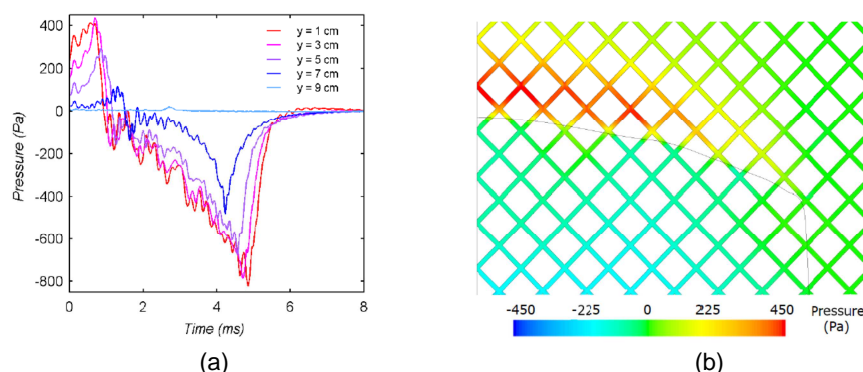 400
200
0
-200
-400
-600
-800
Pressure (Pa)
y = 1 cm
y = 3 cm
y = 5 cm
y = 7 cm
y = 9 cm
0 2 4 6 8
Time (ms)
(a)
-450 -225 0 225 450 Pressure
(Pa)
(b)